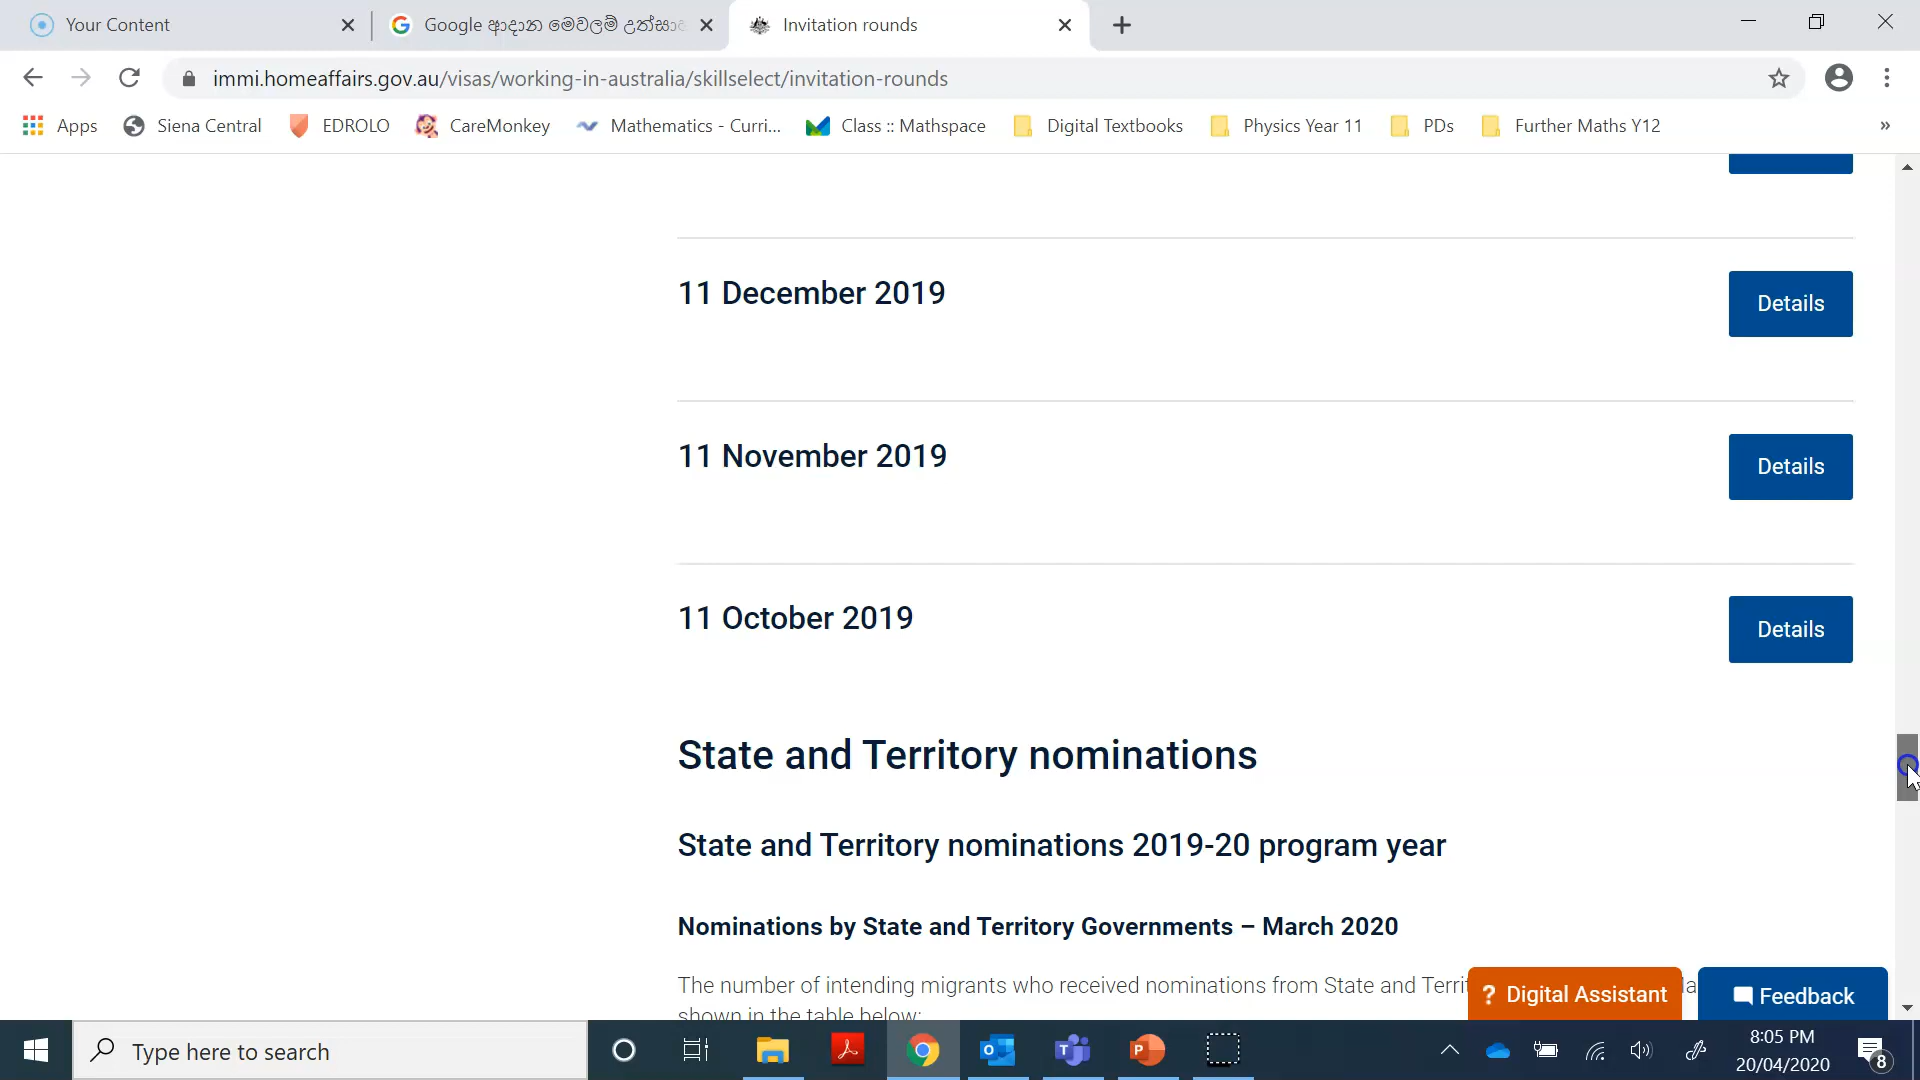 Your Content
Google ආදාන මෙවලම් උත්සාහ
Invitation rounds
immi.homeaffairs.gov.au/visas/working-in-australia/skillselect/invitation-rounds
Apps
Siena Central
EDROLO
CareMonkey
Mathematics - Curri...
Class :: Mathspace
Digital Textbooks
Physics Year 11
PDs
Further Maths Y12
»
11 December 2019
Details
11 November 2019
Details
11 October 2019
Details
State and Territory nominations
State and Territory nominations 2019-20 program year
Nominations by State and Territory Governments – March 2020
The number of intending migrants who received nominations from State and
shown in the table below:
? Digital Assistant
Feedback
Type here to search
8:05 PM
20/04/2020
8